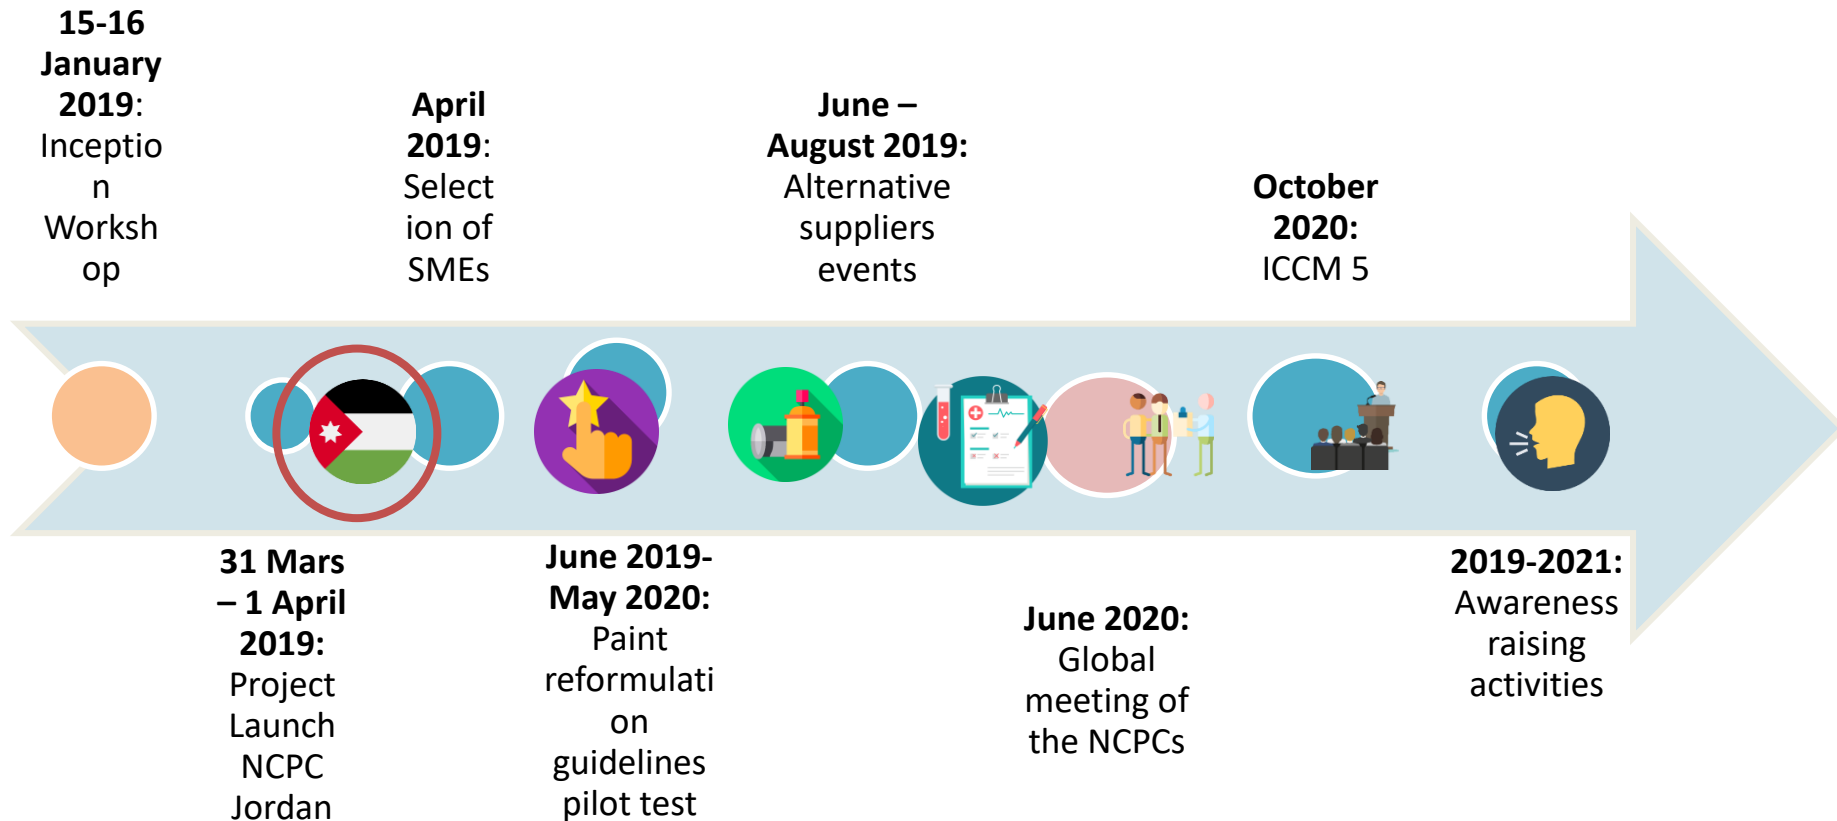 15-16
January
2019:
Inceptio
n
Worksh
op
April
2019:
Select
ion of
SMEs
June –
August 2019:
Alternative
suppliers
events
October
2020:
ICCM 5
31 Mars
– 1 April
2019:
Project
Launch
NCPC
Jordan
June 2019-
May 2020:
Paint
reformulati
on
guidelines
pilot test
June 2020:
Global
meeting of
the NCPCs
2019-2021:
Awareness
raising
activities